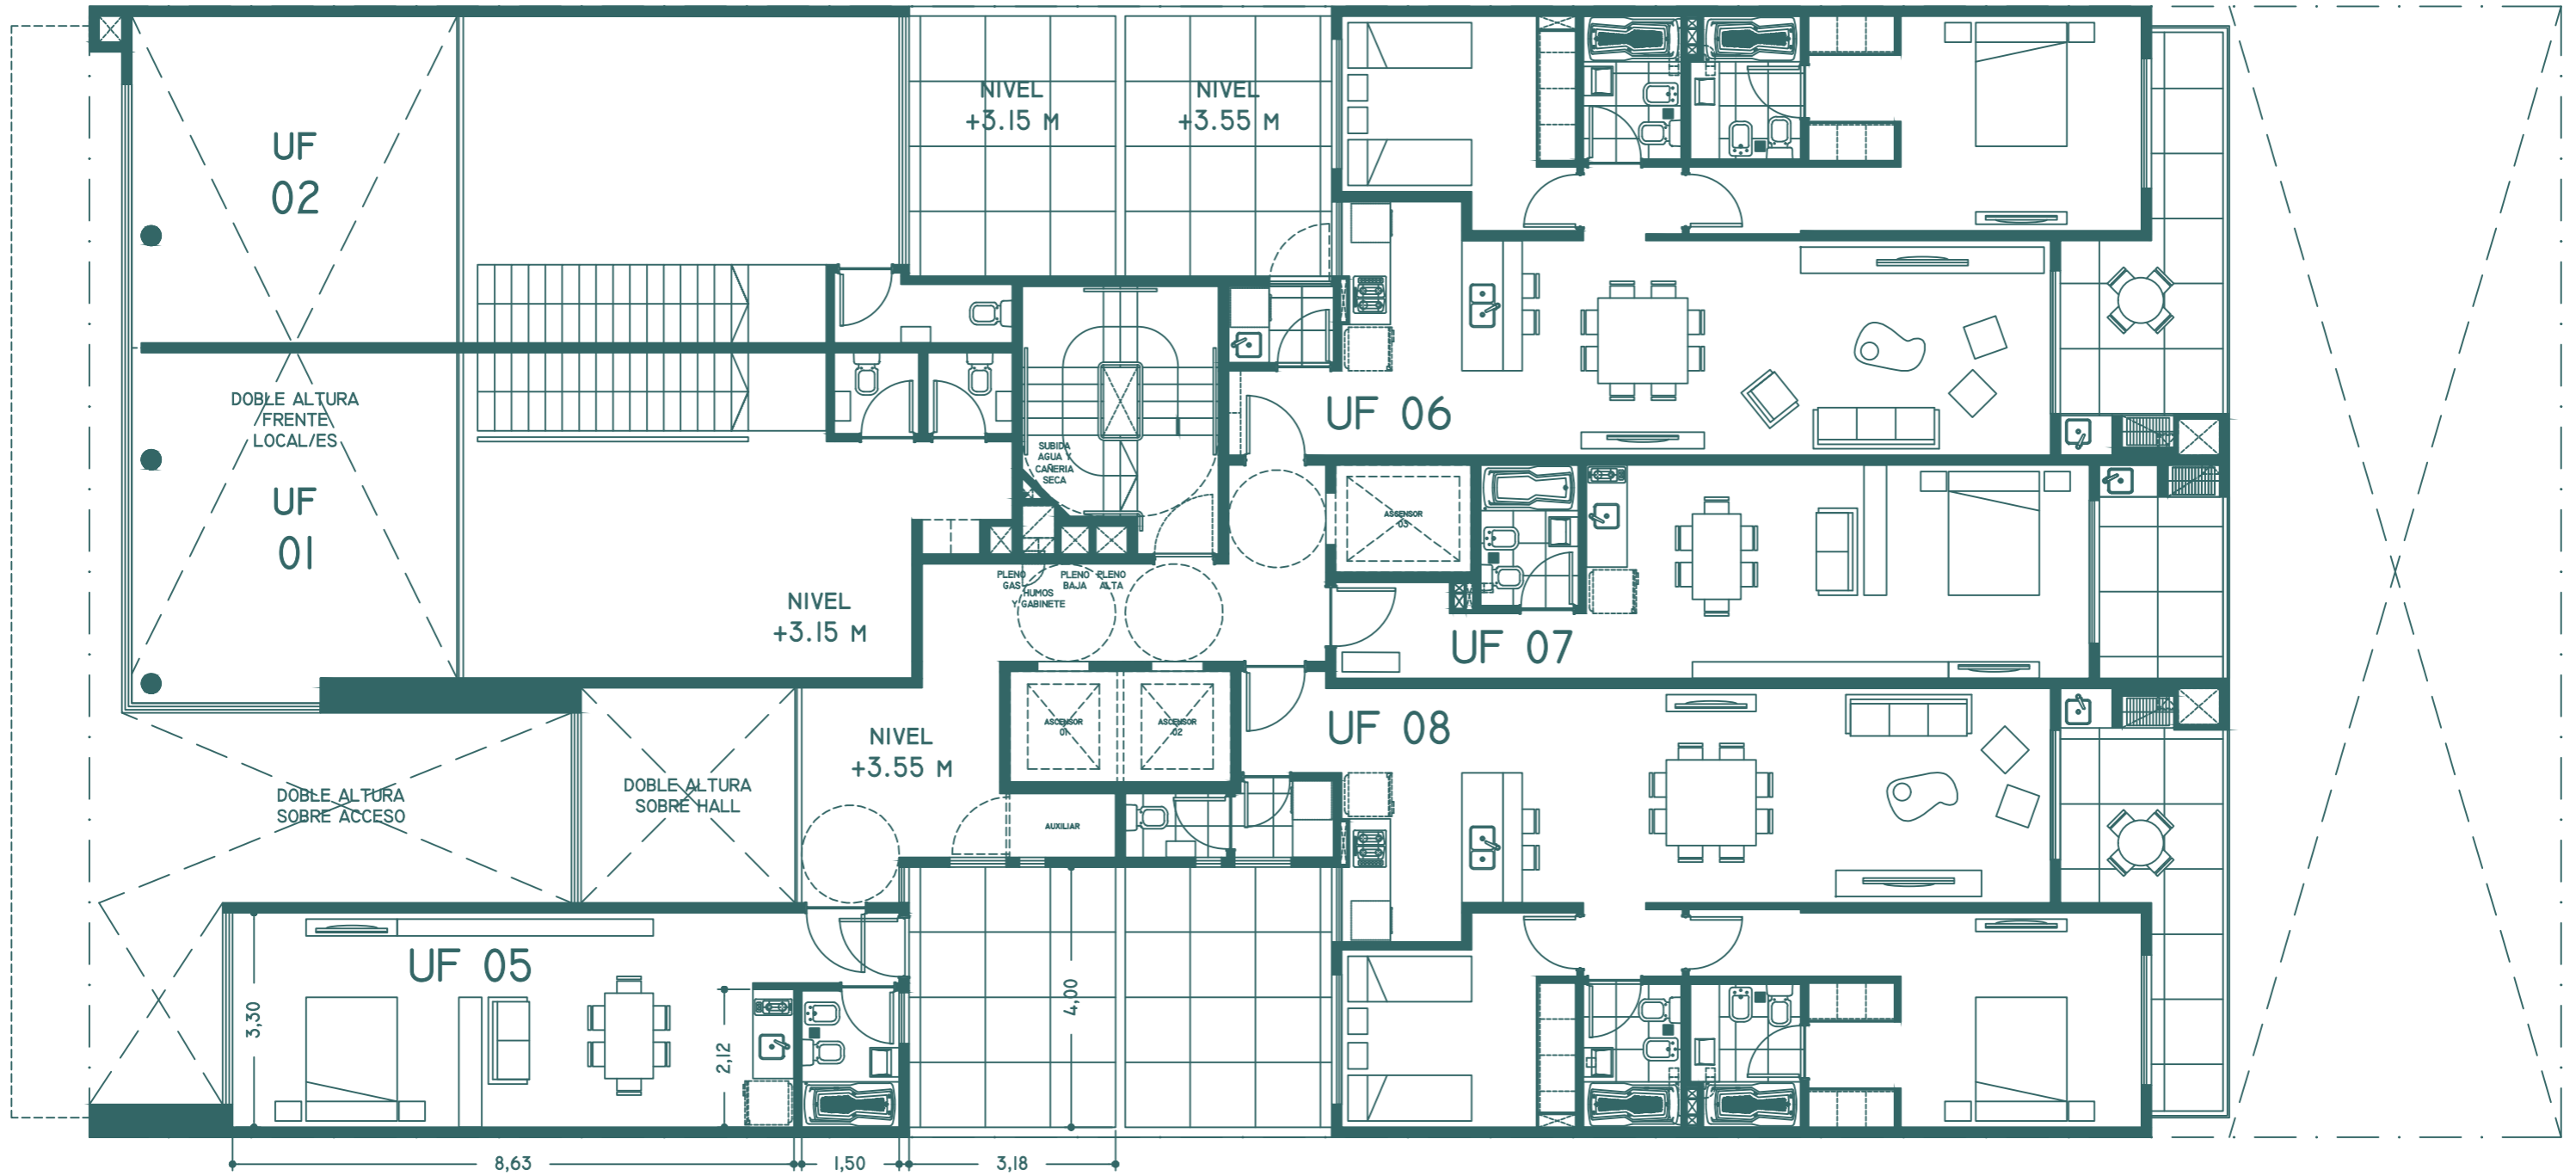 NIVEL
+3.15 M
NIVEL
+3.55 M
UF
02
DOBLE ALTURA
FRENTE
LOCAL/ES
UF
01
SUBIDA
AGUA Y
CAÑERIA
SECA
UF 06
ASCENSOR
03
PLENO
GAS
PLENO
BAJA
PLENO
ALTA
HUMOS
Y GABINETE
NIVEL
+3.15 M
UF 07
ASCENSOR
01
ASCENSOR
02
UF 08
NIVEL
+3.55 M
DOBLE ALTURA
SOBRE ACCESO
DOBLE ALTURA
SOBRE HALL
AUXILIAR
UF 05
3,30
2,12
4,00
8,63
1,50
3,18